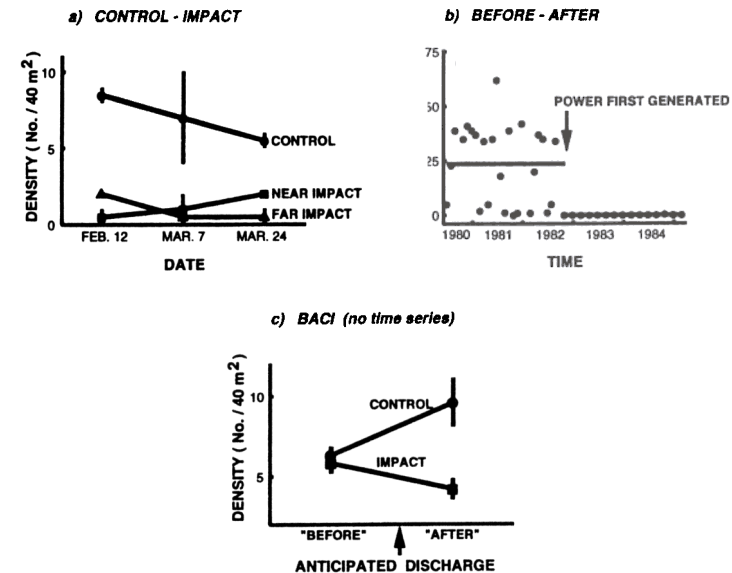 a) CONTROL - IMPACT
DENSITY ( No. / 40 m²)
10
5
0
CONTROL
NEAR IMPACT
FAR IMPACT
FEB. 12 MAR. 7 MAR. 24
DATE
b) BEFORE - AFTER
75
50
25
0
POWER FIRST GENERATED
1980 1981 1982 1983 1984
TIME
c) BACI (no time series)
DENSITY ( No. / 40 m²)
10
5
CONTROL
IMPACT
"BEFORE" "AFTER"
ANTICIPATED DISCHARGE